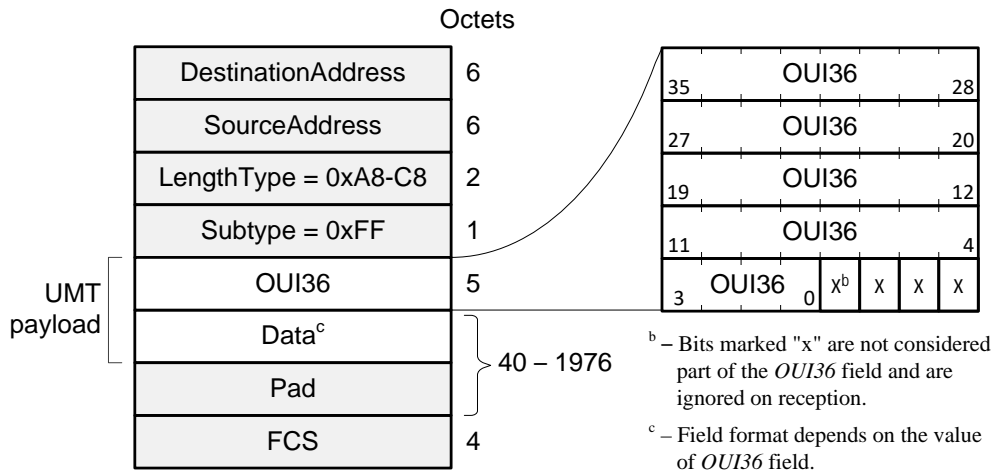 Octets
DestinationAddress 6
SourceAddress 6
LengthType = 0xA8-C8 2
Subtype = 0xFF 1
OUI36 5
UMT payload
Data^c
40 – 1976
Pad
FCS 4
OUI36
35 28
OUI36
27 20
OUI36
19 12
OUI36
11 4
3 OUI36 0 x^b x x x
^b – Bits marked "x" are not considered
part of the OUI36 field and are
ignored on reception.
^c – Field format depends on the value
of OUI36 field.